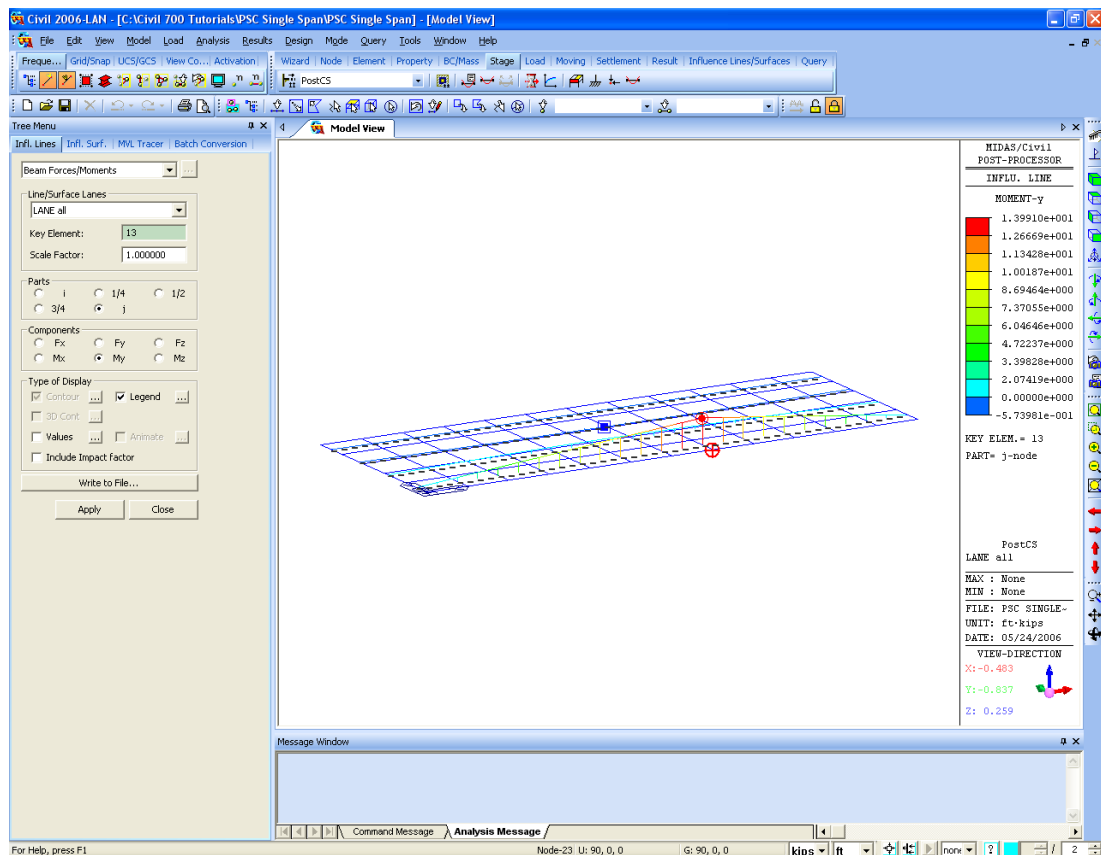 Civil 2006-LAN - [C:\Civil 700 Tutorials\PSC Single Span\PSC Single Span] - [Model View]
File Edit View Model Load Analysis Results Design Mode Query Tools Window Help
Freque... Grid/Snap UCS/GCS View Co... Activation Wizard Node Element Property BC/Mass Stage Load Moving Settlement Result Influence Lines/Surfaces Query
PostCS
Tree Menu
Model View
Infl. Lines Infl. Surf. MVL Tracer Batch Conversion
Beam Forces/Moments ...
Line/Surface Lanes
LANE all
Key Element: 13
Scale Factor: 1.000000
Parts
i 1/4 1/2
3/4 j
Components
Fx Fy Fz
Mx My Mz
Type of Display
Contour ... Legend ...
3D Cont ...
Values ... Animate ...
Include Impact factor
Write to File...
Apply Close
MIDAS/Civil
POST-PROCESSOR
INFLU. LINE
MOMENT-y
1.39910e+001
1.26669e+001
1.13428e+001
1.00187e+001
8.69464e+000
7.37055e+000
6.04646e+000
4.72237e+000
3.39828e+000
2.07419e+000
0.00000e+000
-5.73981e-001
KEY ELEM.= 13
PART= j-node
PostCS
LANE all
MAX : None
MIN : None
FILE: PSC SINGLE~
UNIT: ft·kips
DATE: 05/24/2006
VIEW-DIRECTION
X:-0.483
Y:-0.837
Z: 0.259
Message Window
Command Message Analysis Message
For Help, press F1 Node-23 U: 90, 0, 0 G: 90, 0, 0 kips ft non ? / 2